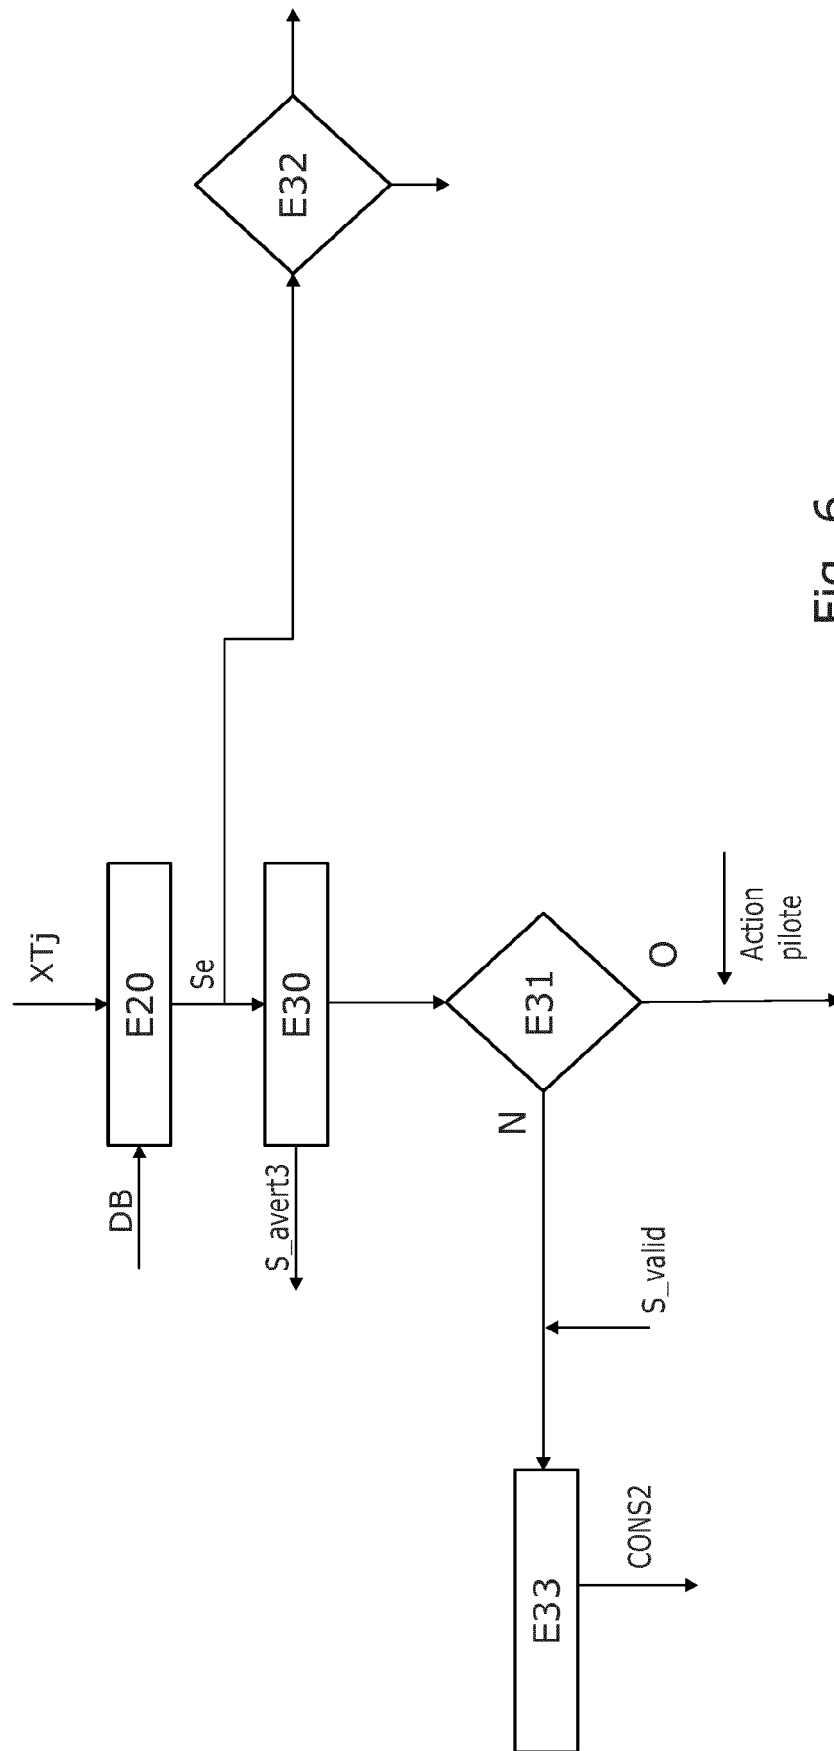 E32
XTj
E20
DB
Se
E30
S_avert3
E31
N
O
Action
pilote
S_valid
E33
CONS2
Fig. 6